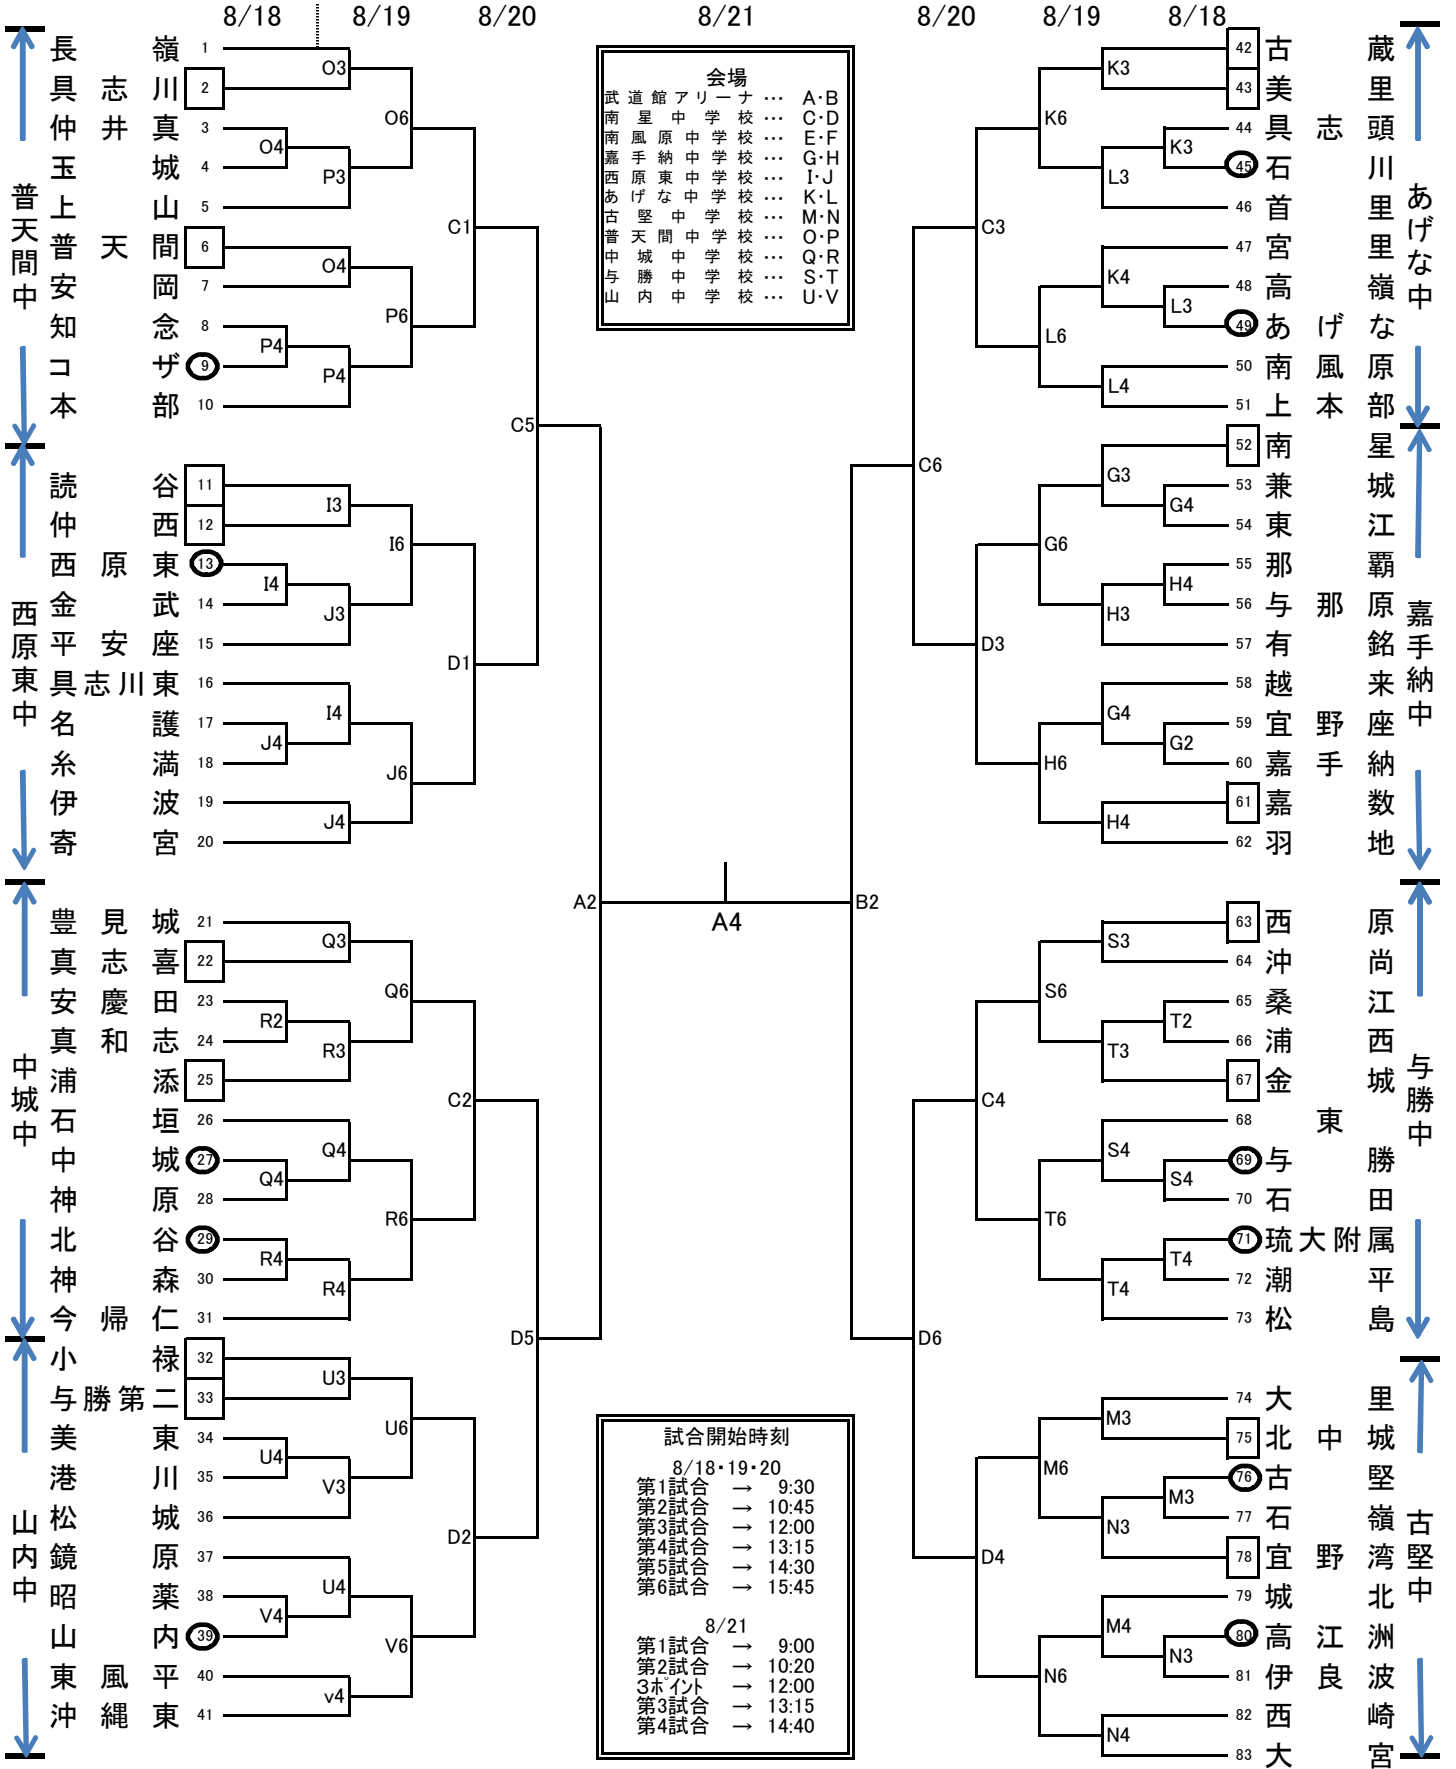 8/18 8/19 8/20 8/21 8/20 8/19 8/18
普天間中
長嶺 1
具志川 2
仲井真 3
玉城 4
上山 5
普天間 6
安岡 7
知念 8
コザ 9
本部 10
O3
O4
P3
O6
O4
P4
P4
P6
C1
西原東中
読谷 11
仲西 12
西原東 13
金武 14
平安座 15
具志川東 16
名護 17
糸満 18
伊波 19
寄宮 20
I3
I4
J3
I6
I4
J4
J4
J6
D1
C5
中城中
豊見城 21
真志喜 22
安慶田 23
真和志 24
浦添 25
石垣 26
中城 27
神原 28
北谷 29
神森 30
今帰仁 31
Q3
R2
R3
Q6
Q4
Q4
R4
R4
R6
C2
山内中
小禄 32
与勝第二 33
美東 34
港川 35
松城 36
鏡原 37
昭薬 38
山内 39
東風平 40
沖縄東 41
U3
U4
V3
U6
U4
V4
v4
V6
D2
D5
A2
会場
武道館アリーナ … A・B
南星中学校 … C・D
南風原中学校 … E・F
嘉手納中学校 … G・H
西原東中学校 … I・J
あげな中学校 … K・L
古堅中学校 … M・N
普天間中学校 … O・P
中城中学校 … Q・R
与勝中学校 … S・T
山内中学校 … U・V
A4
試合開始時刻
8/18・19・20
第1試合 → 9:30
第2試合 → 10:45
第3試合 → 12:00
第4試合 → 13:15
第5試合 → 14:30
第6試合 → 15:45
8/21
第1試合 → 9:00
第2試合 → 10:20
3ポイント → 12:00
第3試合 → 13:15
第4試合 → 14:40
B2
あげな中
42 古蔵
43 美里
44 具志頭
45 石川
46 首里
47 宮里
48 高嶺
49 あげな
50 南風原
51 上本部
K3
K3
L3
K6
K4
L3
L4
L6
C3
嘉手納中
52 南星
53 兼城
54 東江
55 那覇
56 与那原
57 有銘
58 越来
59 宜野座
60 嘉手納
61 嘉数
62 羽地
G3
G4
H4
H3
G6
G4
G2
H4
H6
D3
C6
与勝中
63 西原
64 沖尚
65 桑江
66 浦西
67 金城
68 東
69 与勝
70 石田
71 琉大附属
72 潮平
73 松島
S3
T2
T3
S6
S4
S4
T4
T4
T6
C4
古堅中
74 大里
75 北中城
76 古堅
77 石嶺
78 宜野湾
79 城北
80 高江洲
81 伊良波
82 西崎
83 大宮
M3
M3
N3
M6
M4
N3
N4
N6
D4
D6